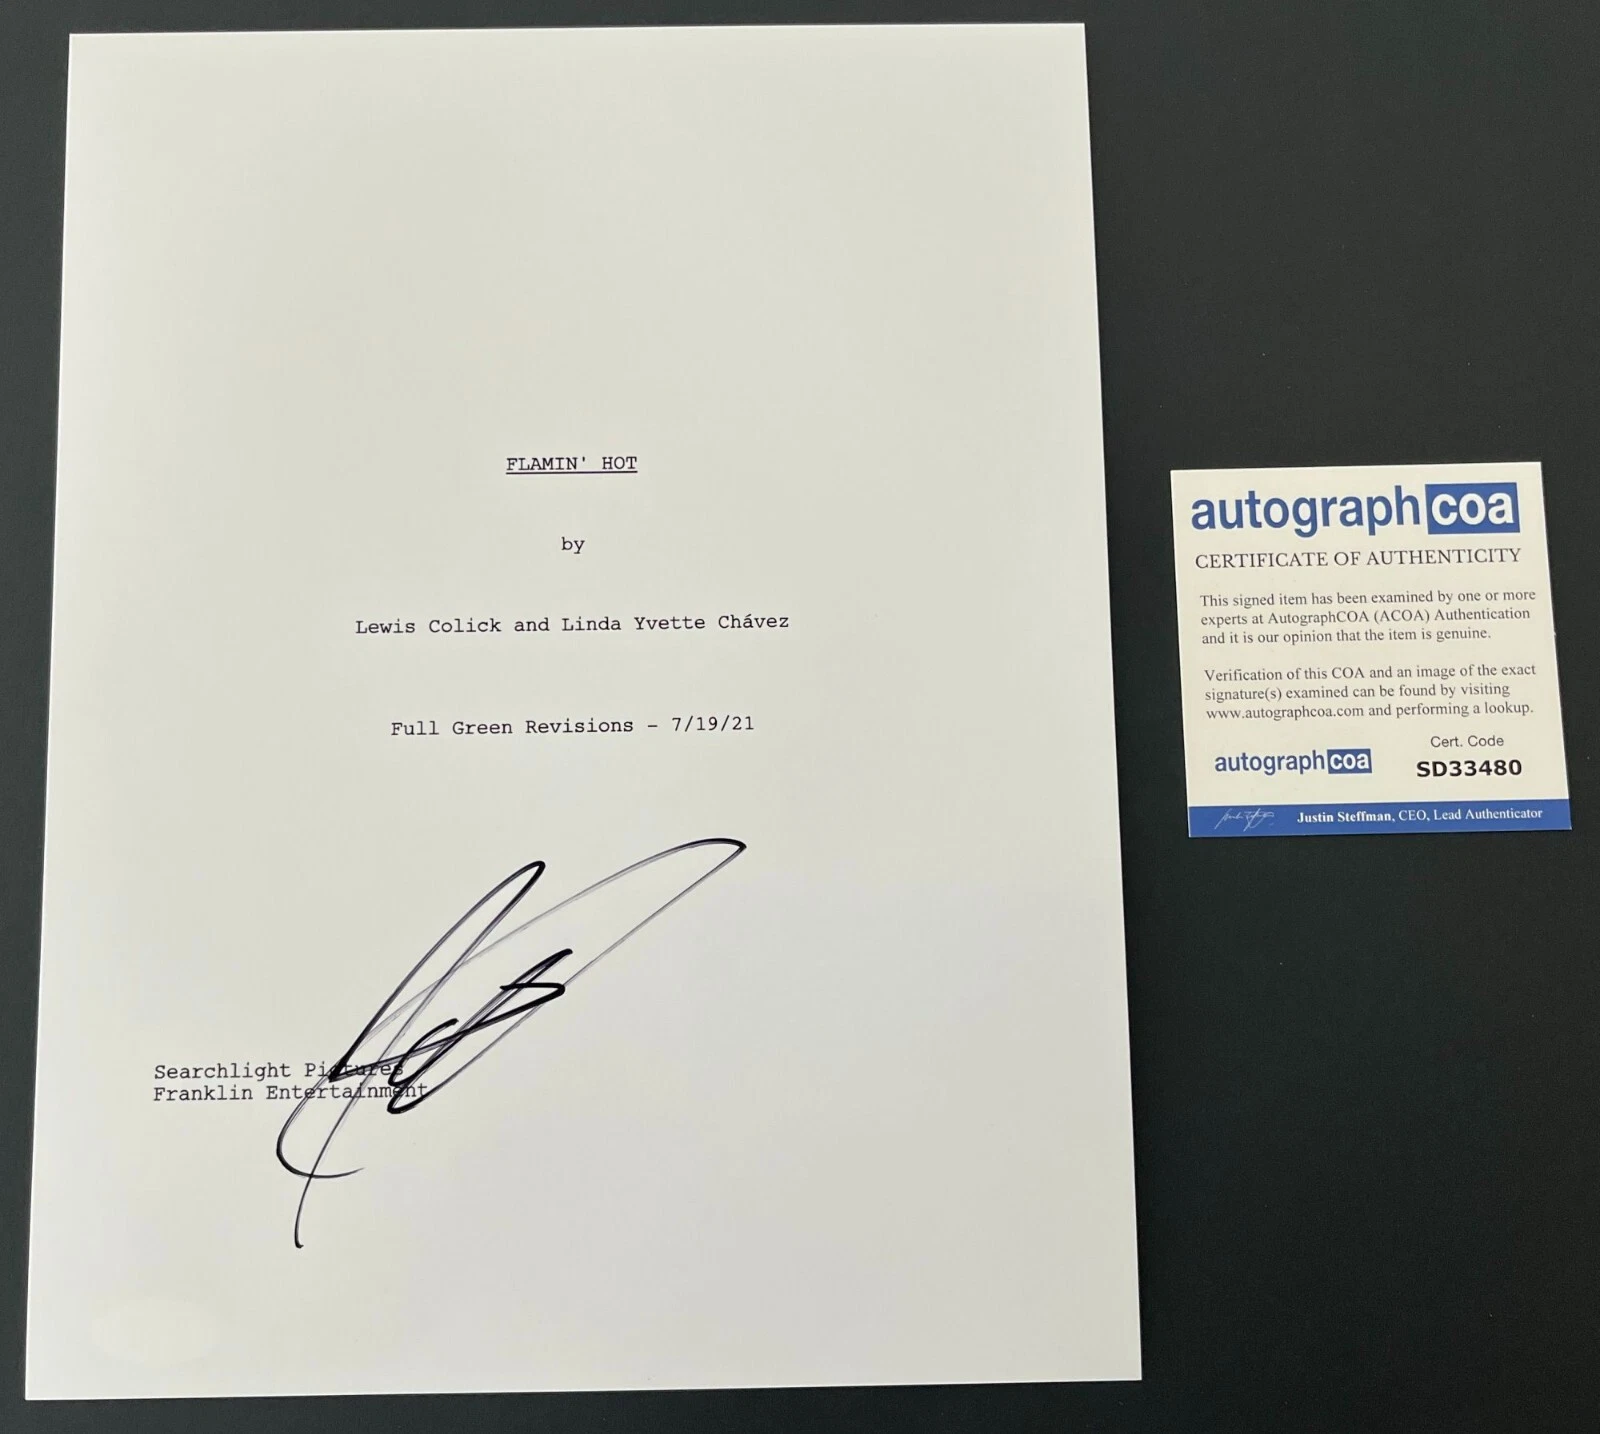 FLAMIN' HOT
by
Lewis Colick and Linda Yvette Chávez
Full Green Revisions - 7/19/21
Searchlight Pictures
Franklin Entertainment
autographcoa
CERTIFICATE OF AUTHENTICITY
This signed item has been examined by one or more
experts at AutographCOA (ACOA) Authentication
and it is our opinion that the item is genuine.
Verification of this COA and an image of the exact
signature(s) examined can be found by visiting
www.autographcoa.com and performing a lookup.
Cert. Code
autographcoa SD33480
Justin Steffman, CEO, Lead Authenticator